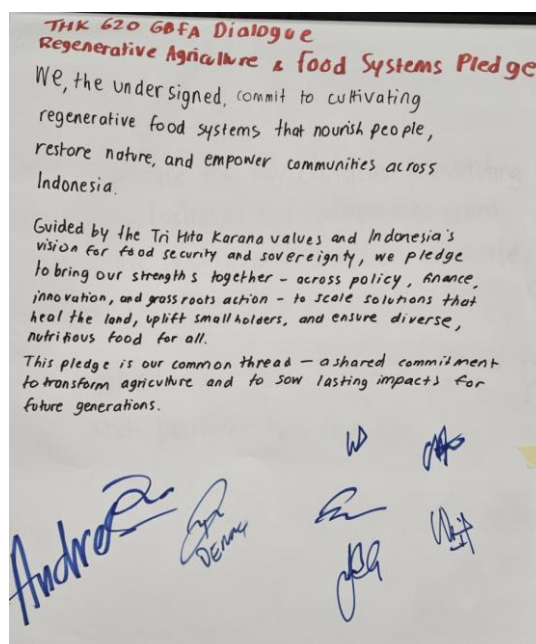 THK G20 GBFA Dialogue
Regenerative Agriculture & Food Systems Pledge
We, the undersigned, commit to cultivating
regenerative food systems that nourish people,
restore nature, and empower communities across
Indonesia.
Guided by the Tri Hita Karana values and Indonesia's
vision for food security and sovereignty, we pledge
to bring our strengths together - across policy, finance,
innovation, and grass roots action - to scale solutions that
heal the land, uplift smallholders, and ensure diverse,
nutritious food for all.
This pledge is our common thread - a shared commitment
to transform agriculture and to sow lasting impacts for
future generations.
Andre
DENNY